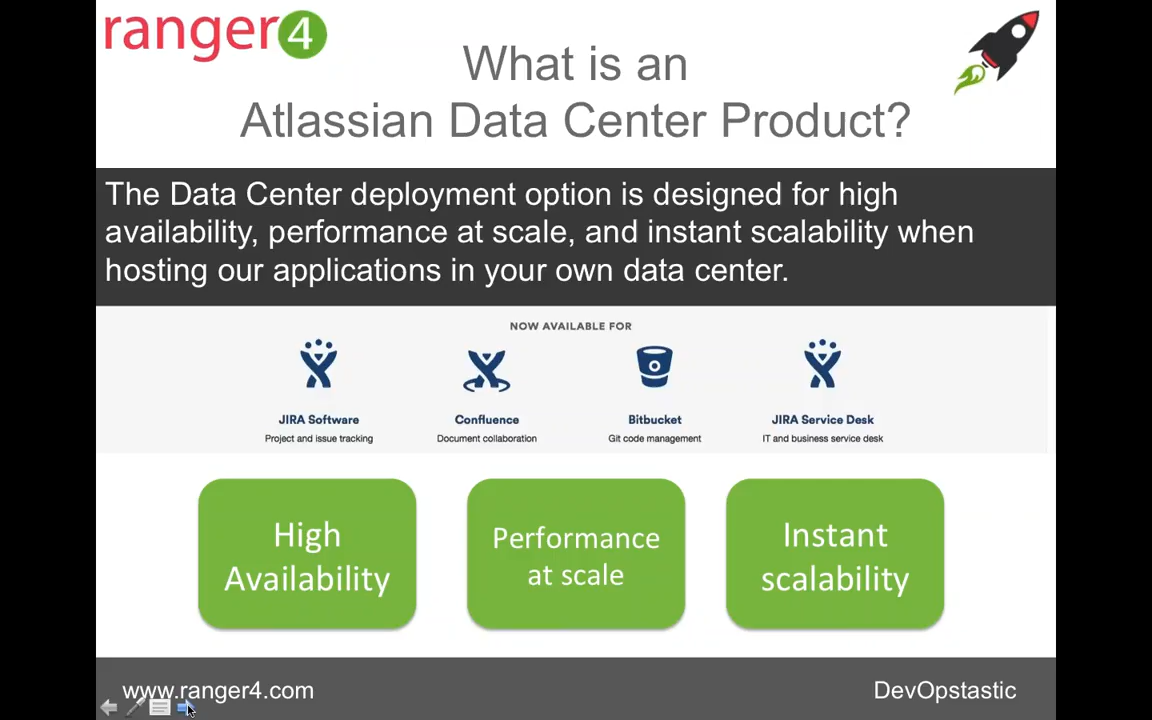 ranger4
What is an
Atlassian Data Center Product?
The Data Center deployment option is designed for high
availability, performance at scale, and instant scalability when
hosting our applications in your own data center.
NOW AVAILABLE FOR
JIRA Software
Project and issue tracking
Confluence
Document collaboration
Bitbucket
Git code management
JIRA Service Desk
IT and business service desk
High
Availability
Performance
at scale
Instant
scalability
www.ranger4.com
DevOpstastic